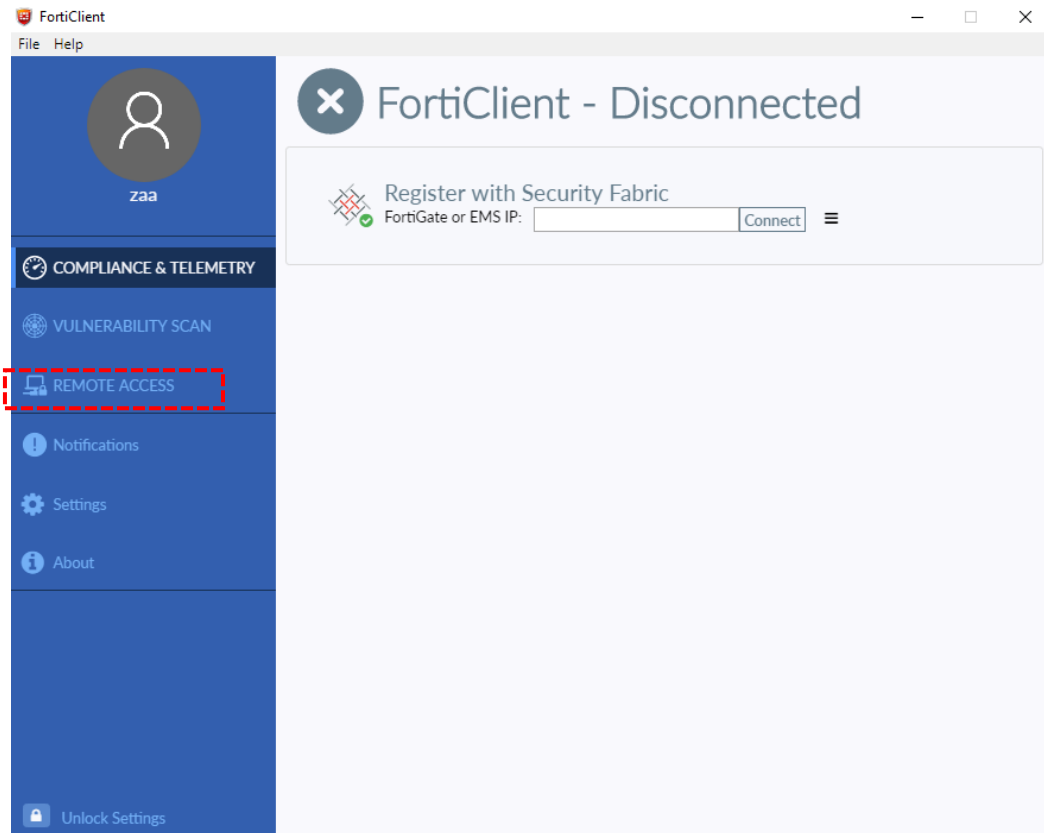 FortiClient
File Help
zaa
COMPLIANCE & TELEMETRY
VULNERABILITY SCAN
REMOTE ACCESS
Notifications
Settings
About
Unlock Settings
FortiClient - Disconnected
Register with Security Fabric
FortiGate or EMS IP: Connect